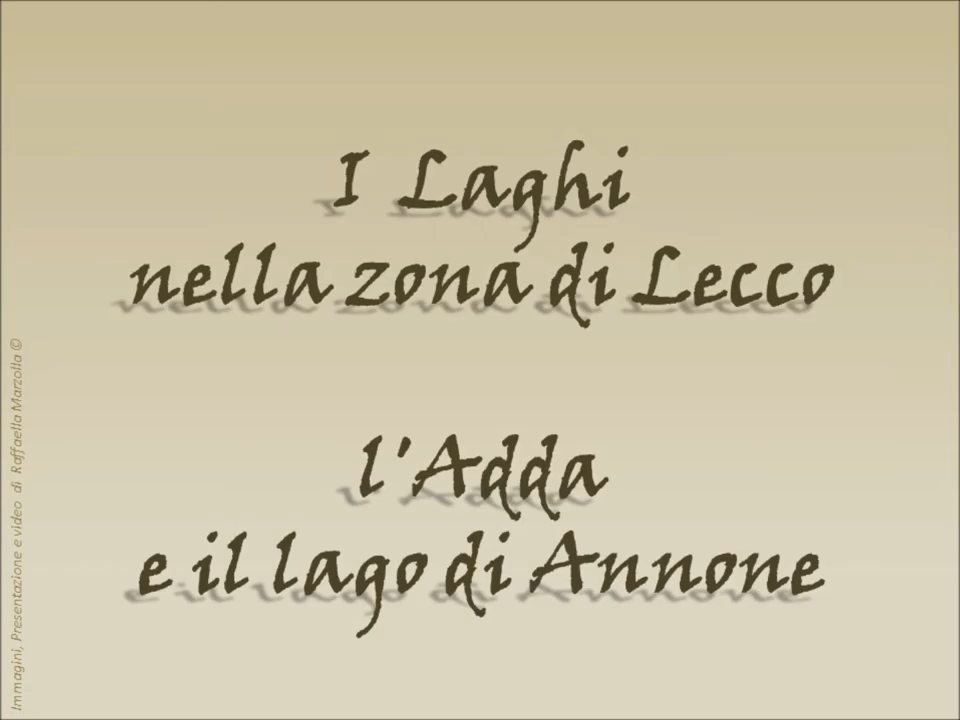 I Laghi
nella zona di Lecco
l'Adda
e il lago di Annone
Immagini, Presentazione e video di Raffaella Marzolla ©